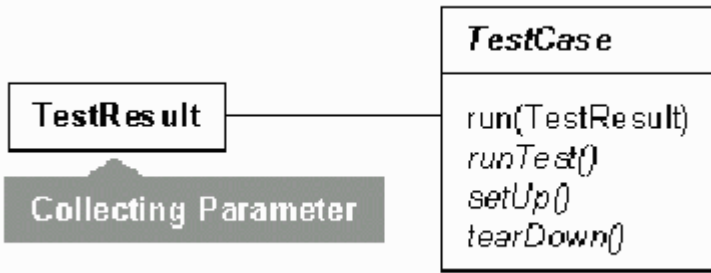 TestCase
TestResult
run(TestResult)
runTest()
setUp()
tearDown()
Collecting Parameter